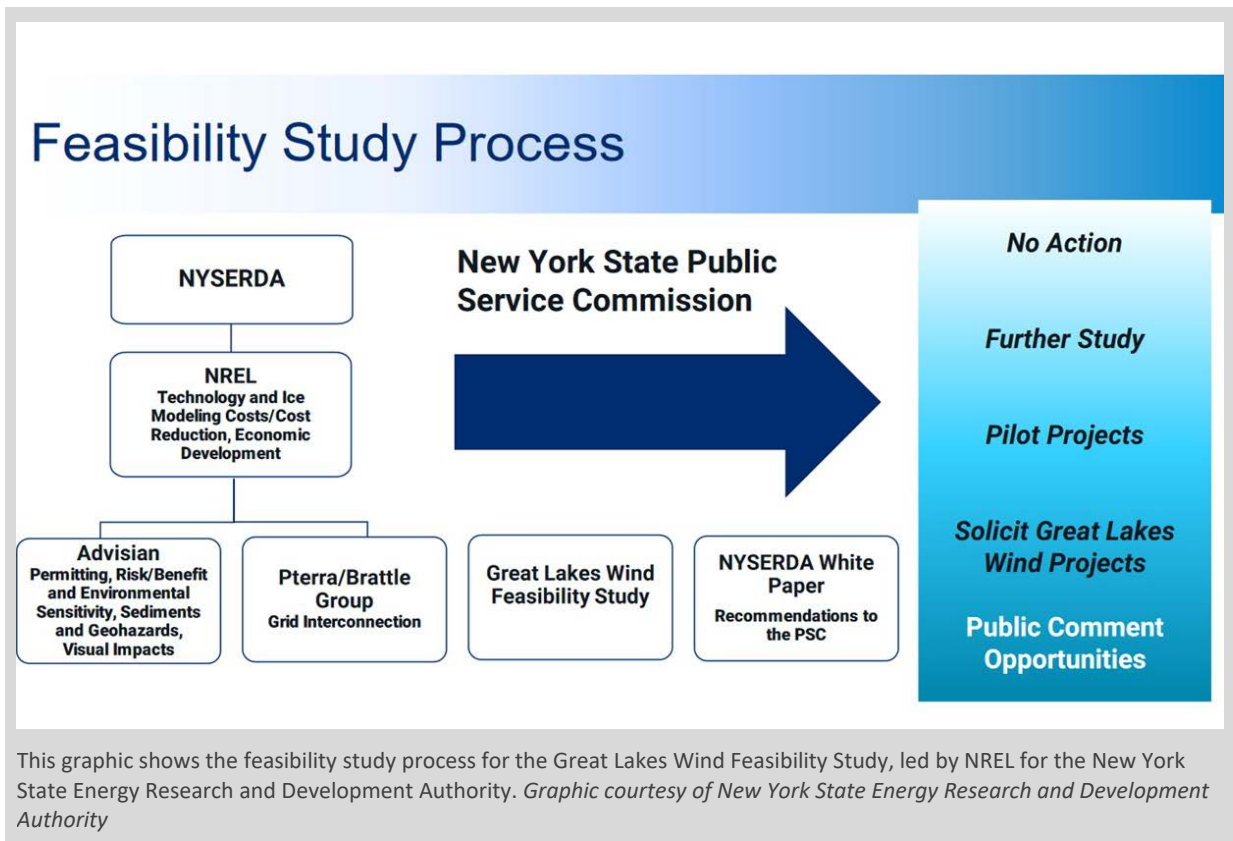 Feasibility Study Process
NYSERDA
NREL
Technology and Ice
Modeling Costs/Cost
Reduction, Economic
Development
Advisian
Permitting, Risk/Benefit
and Environmental
Sensitivity, Sediments
and Geohazards,
Visual Impacts
Pterra/Brattle
Group
Grid Interconnection
New York State Public
Service Commission
Great Lakes Wind
Feasibility Study
NYSERDA White
Paper
Recommendations to
the PSC
No Action
Further Study
Pilot Projects
Solicit Great Lakes
Wind Projects
Public Comment
Opportunities
This graphic shows the feasibility study process for the Great Lakes Wind Feasibility Study, led by NREL for the New York
State Energy Research and Development Authority. Graphic courtesy of New York State Energy Research and Development
Authority